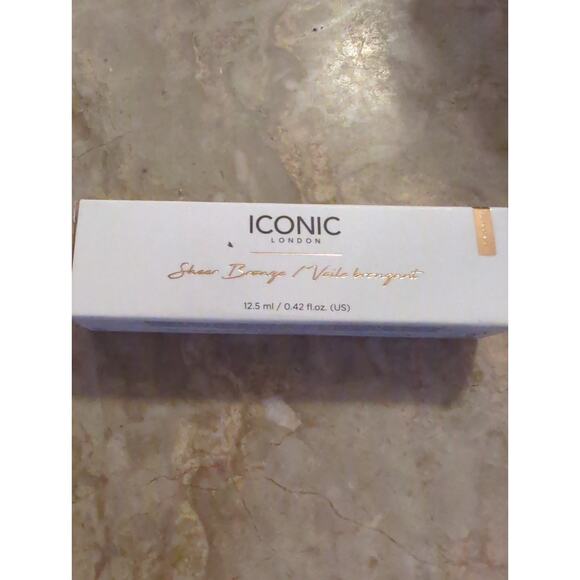 ICONIC
LONDON
Sheer Bronze / Voile bronzant
12.5 ml / 0.42 fl.oz. (US)